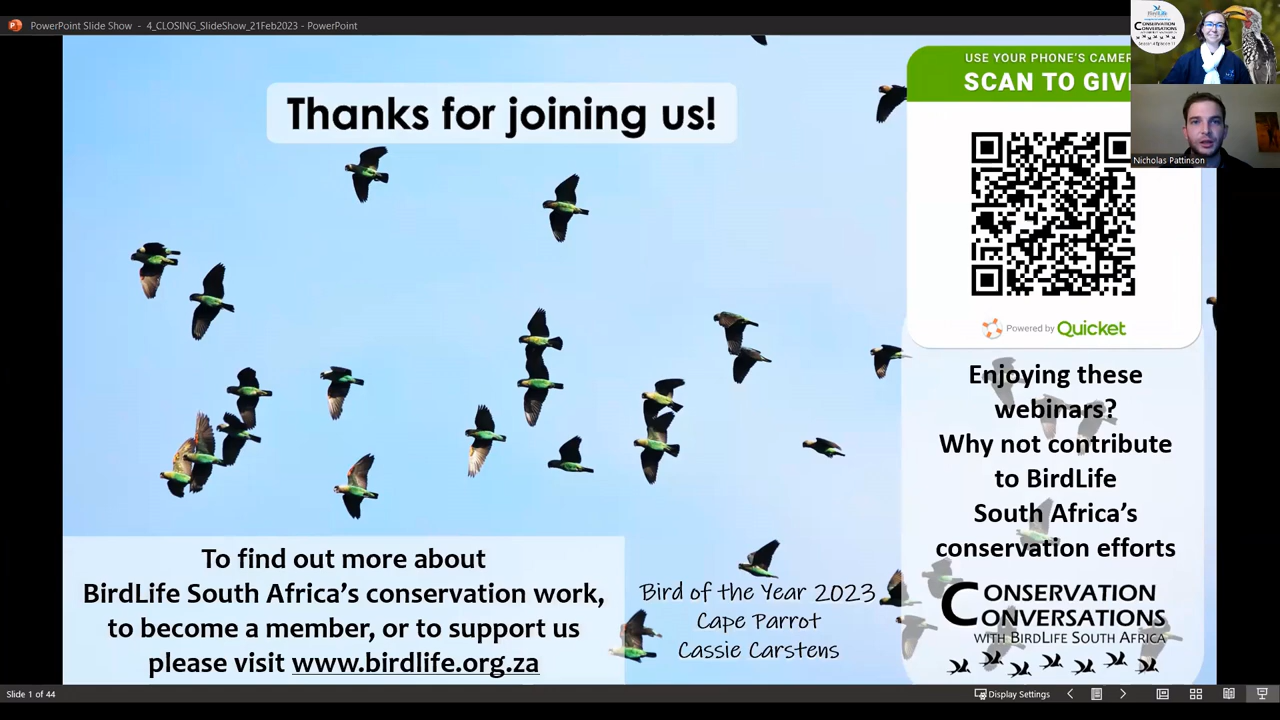 PowerPoint Slide Show - 4_CLOSING_SlideShow_21Feb2023 - PowerPoint
Thanks for joining us!
USE YOUR PHONE'S CAMER
SCAN TO GIV
Powered by Quicket
Nicholas Pattinson
Enjoying these
webinars?
Why not contribute
to BirdLife
South Africa's
conservation efforts
CONSERVATION
CONVERSATIONS
WITH BIRDLIFE SOUTH AFRICA
To find out more about
BirdLife South Africa's conservation work,
to become a member, or to support us
please visit www.birdlife.org.za
Bird of the Year 2023
Cape Parrot
Cassie Carstens
Slide 1 of 44
Display Settings